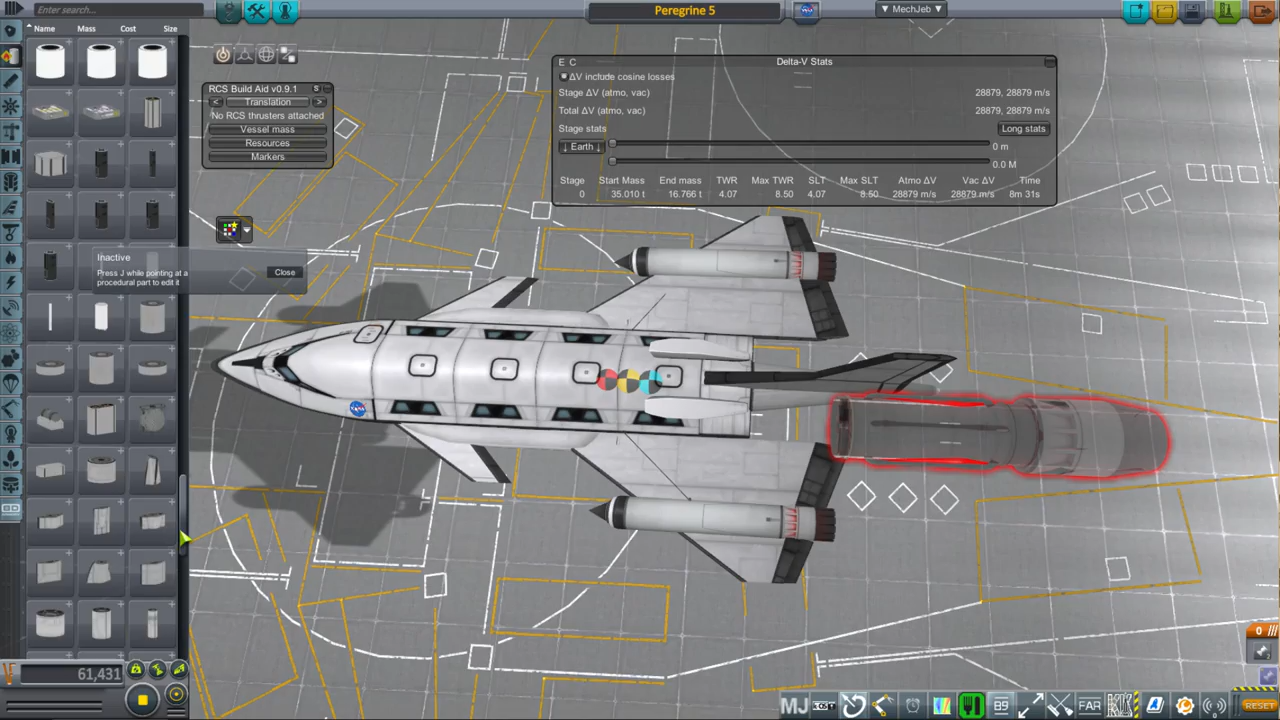 Enter search...
Peregrine 5
▼ MechJeb ▼
Name Mass Cost Size
RCS Build Aid v0.9.1 S
< Translation >
No RCS thrusters attached
Vessel mass
Resources
Markers
E C Delta-V Stats
ΔV include cosine losses
Stage ΔV (atmo, vac) 28879, 28879 m/s
Total ΔV (atmo, vac) 28879, 28879 m/s
Stage stats Long stats
↓ Earth ↓ 0 m
0.0 M
Stage Start Mass End mass TWR Max TWR SLT Max SLT Atmo ΔV Vac ΔV Time
0 35.010 t 16.766 t 4.07 8.50 4.07 8.50 28879 m/s 28879 m/s 8m 31s
Inactive
Press J while pointing at a
procedural part to edit it
Close
0
61,431
MJ
B9
FAR
RESET